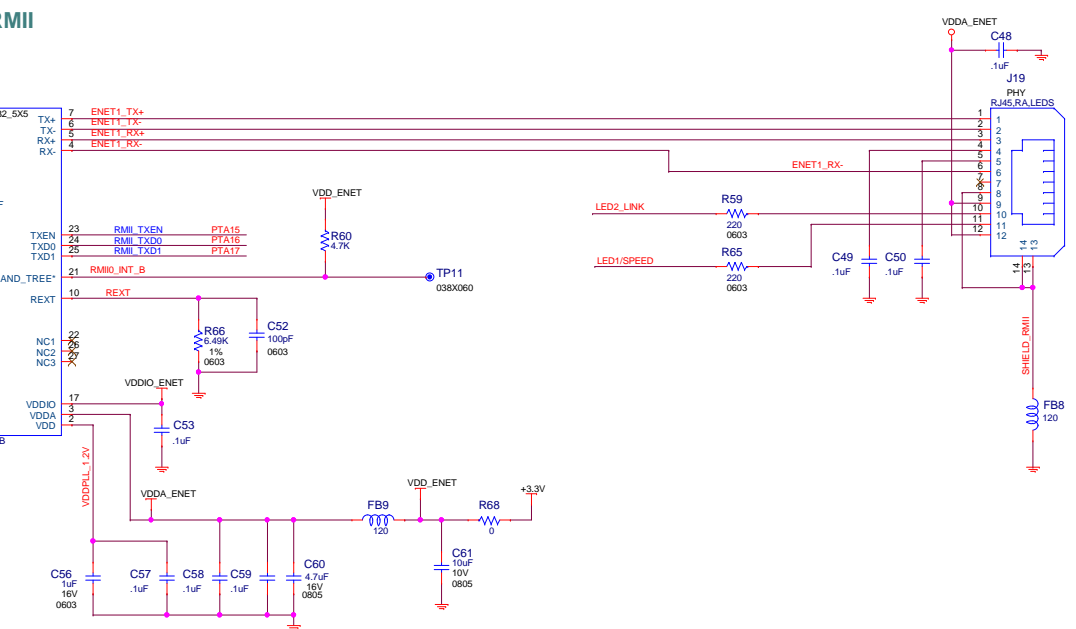 RMII
VDDA_ENET
C48
.1uF
J19
PHY
RJ45,RA,LEDS
32_5X5
TX+ 7 ENET1_TX+
TX- 6 ENET1_TX-
RX+ 5 ENET1_RX+
RX- 4 ENET1_RX-
1 1
2 2
3 3
4 4
5 5
6 6
7 7
8 8
9 9
10 10
11 11
12 12
14 13
14 13
ENET1_RX-
VDD_ENET
R60
4.7K
LED2_LINK
R59
220
0603
LED1/SPEED
R65
220
0603
C49
.1uF
C50
.1uF
TXEN 23 RMII_TXEN PTA15
TXD0 24 RMII_TXD0 PTA16
TXD1 25 RMII_TXD1 PTA17
AND_TREE* 21 RMII0_INT_B
TP11
038X060
REXT 10 REXT
R66
6.49K
1%
0603
C52
100pF
0603
NC1 22
NC2 26
NC3 27
VDDIO_ENET
VDDIO 17
VDDA 3
VDD 2
C53
.1uF
B
SHIELD_RMII
FB8
120
VDDPLL_1.2V
VDDA_ENET
FB9
120
VDD_ENET
R68
0
+3.3V
C56
1uF
16V
0603
C57
.1uF
C58
.1uF
C59
.1uF
C60
4.7uF
16V
0805
C61
10uF
10V
0805